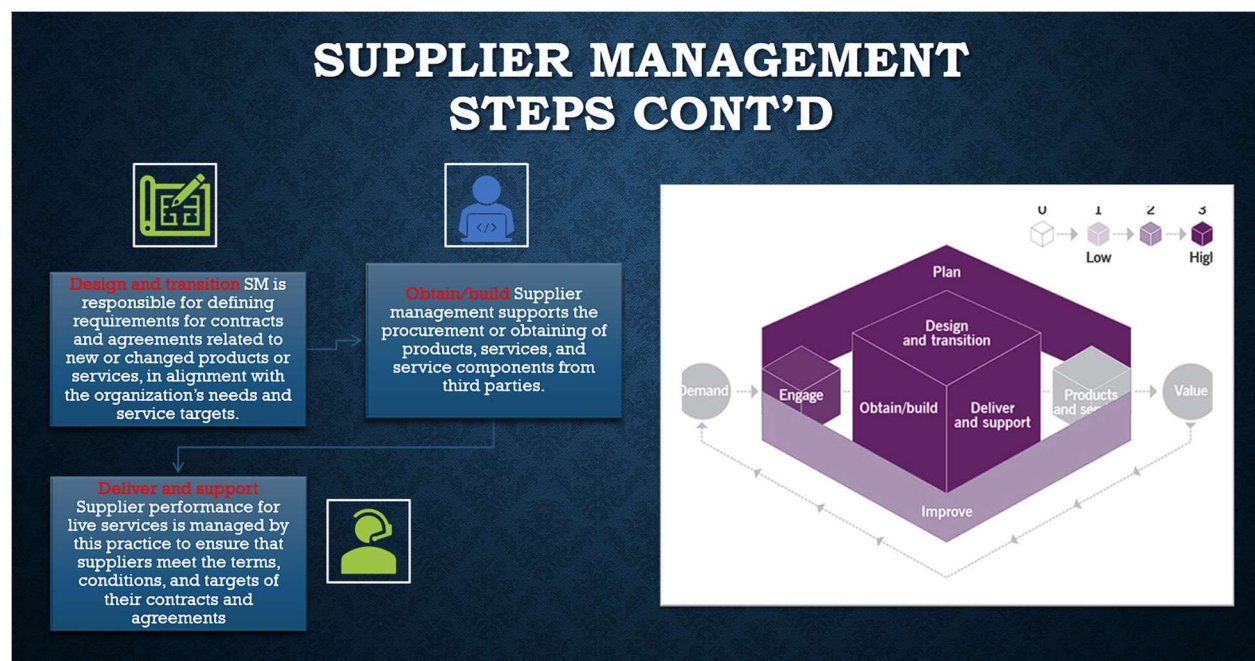 SUPPLIER MANAGEMENT
STEPS CONT’D
Design and transition SM is
responsible for defining
requirements for contracts
and agreements related to
new or changed products or
services, in alignment with
the organization’s needs and
service targets.
Obtain/build Supplier
management supports the
procurement or obtaining of
products, services, and
service components from
third parties.
Deliver and support
Supplier performance for
live services is managed by
this practice to ensure that
suppliers meet the terms,
conditions, and targets of
their contracts and
agreements
</>
0 1 2 3
Low
Higl
Plan
Design
and transition
Demand
Engage
Obtain/build
Deliver
and support
Products
and
Value
Improve